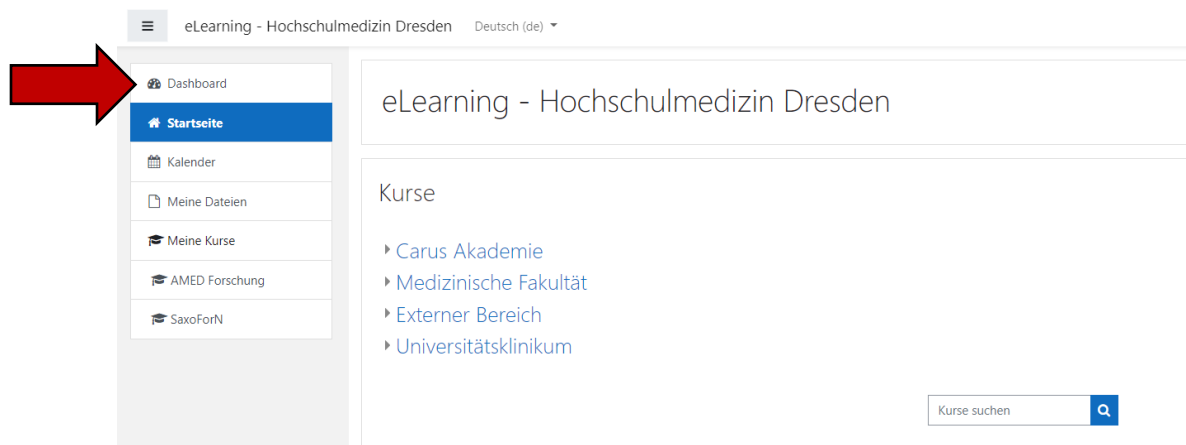 eLearning - Hochschulmedizin Dresden Deutsch (de)
Dashboard
Startseite
Kalender
Meine Dateien
Meine Kurse
AMED Forschung
SaxoForN
eLearning - Hochschulmedizin Dresden
Kurse
Carus Akademie
Medizinische Fakultät
Externer Bereich
Universitätsklinikum
Kurse suchen